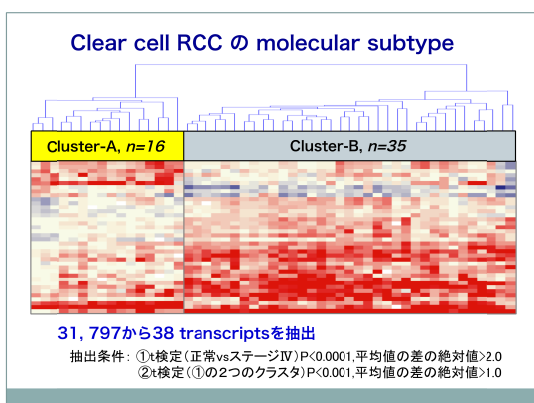 Clear cell RCC の molecular subtype
Cluster-A, n=16
Cluster-B, n=35
31, 797から38 transcriptsを抽出
抽出条件: ①t検定(正常vsステージⅣ)P<0.0001,平均値の差の絶対値>2.0
②t検定(①の2つのクラスタ)P<0.001,平均値の差の絶対値>1.0